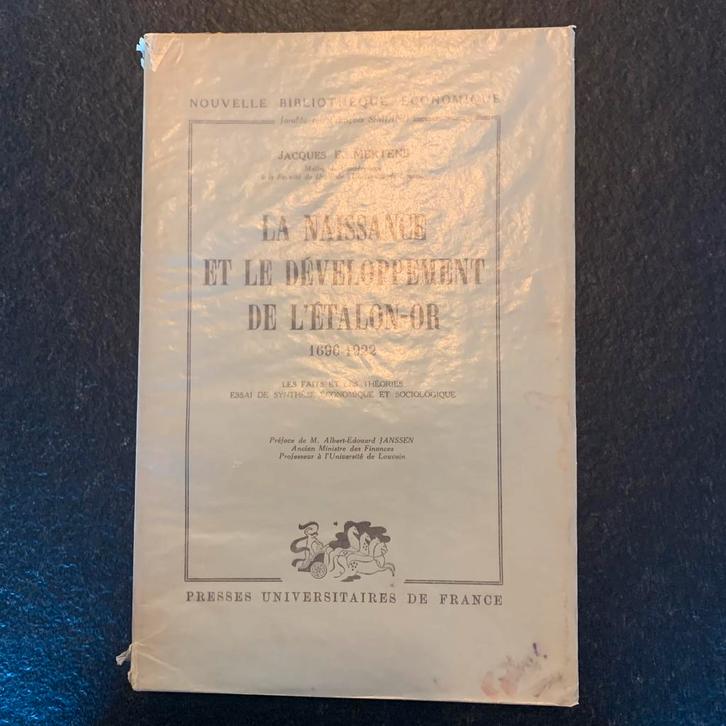 NOUVELLE BIBLIOTHÈQUE ÉCONOMIQUE
JACQUES E. MERTENS
LA NAISSANCE
ET LE DÉVELOPPEMENT
DE L'ÉTALON-OR
1696-1922
LES FAITS ET LES THÉORIES
ESSAI DE SYNTHÈSE ÉCONOMIQUE ET SOCIOLOGIQUE
Préface de M. Albert-Edouard JANSSEN
Ancien Ministre des Finances
Professeur à l'Université de Louvain
PRESSES UNIVERSITAIRES DE FRANCE